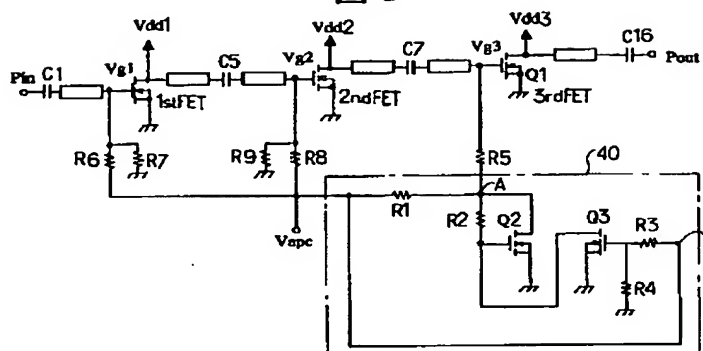 Vdd1
Vdd2
Vdd3
Vg1
C5
Vg2
C7
Vg3
C16
Pin
C1
Q1
Pout
1stFET
2ndFET
3rdFET
R6
R7
R9
R8
R5
40
R1
A
R2
Q2
Q3
R3
Vapc
R4